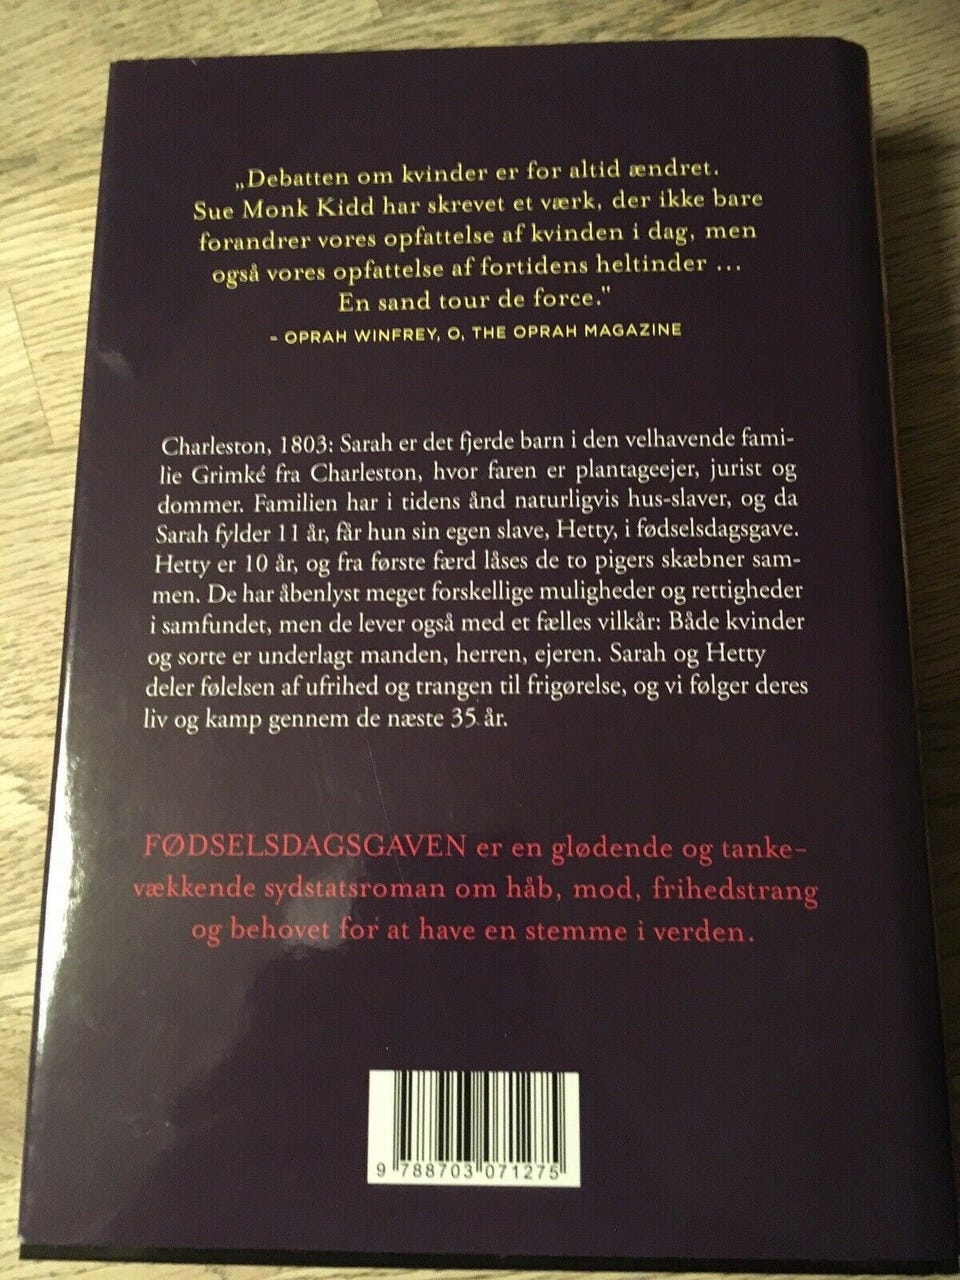 „Debatten om kvinder er for altid ændret.
Sue Monk Kidd har skrevet et værk, der ikke bare
forandrer vores opfattelse af kvinden i dag, men
også vores opfattelse af fortidens heltinder ...
En sand tour de force."
- OPRAH WINFREY, O, THE OPRAH MAGAZINE
Charleston, 1803: Sarah er det fjerde barn i den velhavende fami-
lie Grimké fra Charleston, hvor faren er plantageejer, jurist og
dommer. Familien har i tidens ånd naturligvis hus-slaver, og da
Sarah fylder 11 år, får hun sin egen slave, Hetty, i fødselsdagsgave.
Hetty er 10 år, og fra første færd låses de to pigers skæbner sam-
men. De har åbenlyst meget forskellige muligheder og rettigheder
i samfundet, men de lever også med et fælles vilkår: Både kvinder
og sorte er underlagt manden, herren, ejeren. Sarah og Hetty
deler følelsen af ufrihed og trangen til frigørelse, og vi følger deres
liv og kamp gennem de næste 35 år.
FØDSELSDAGSGAVEN er en glødende og tanke-
vækkende sydstatsroman om håb, mod, frihedstrang
og behovet for at have en stemme i verden.
9 788703 071275